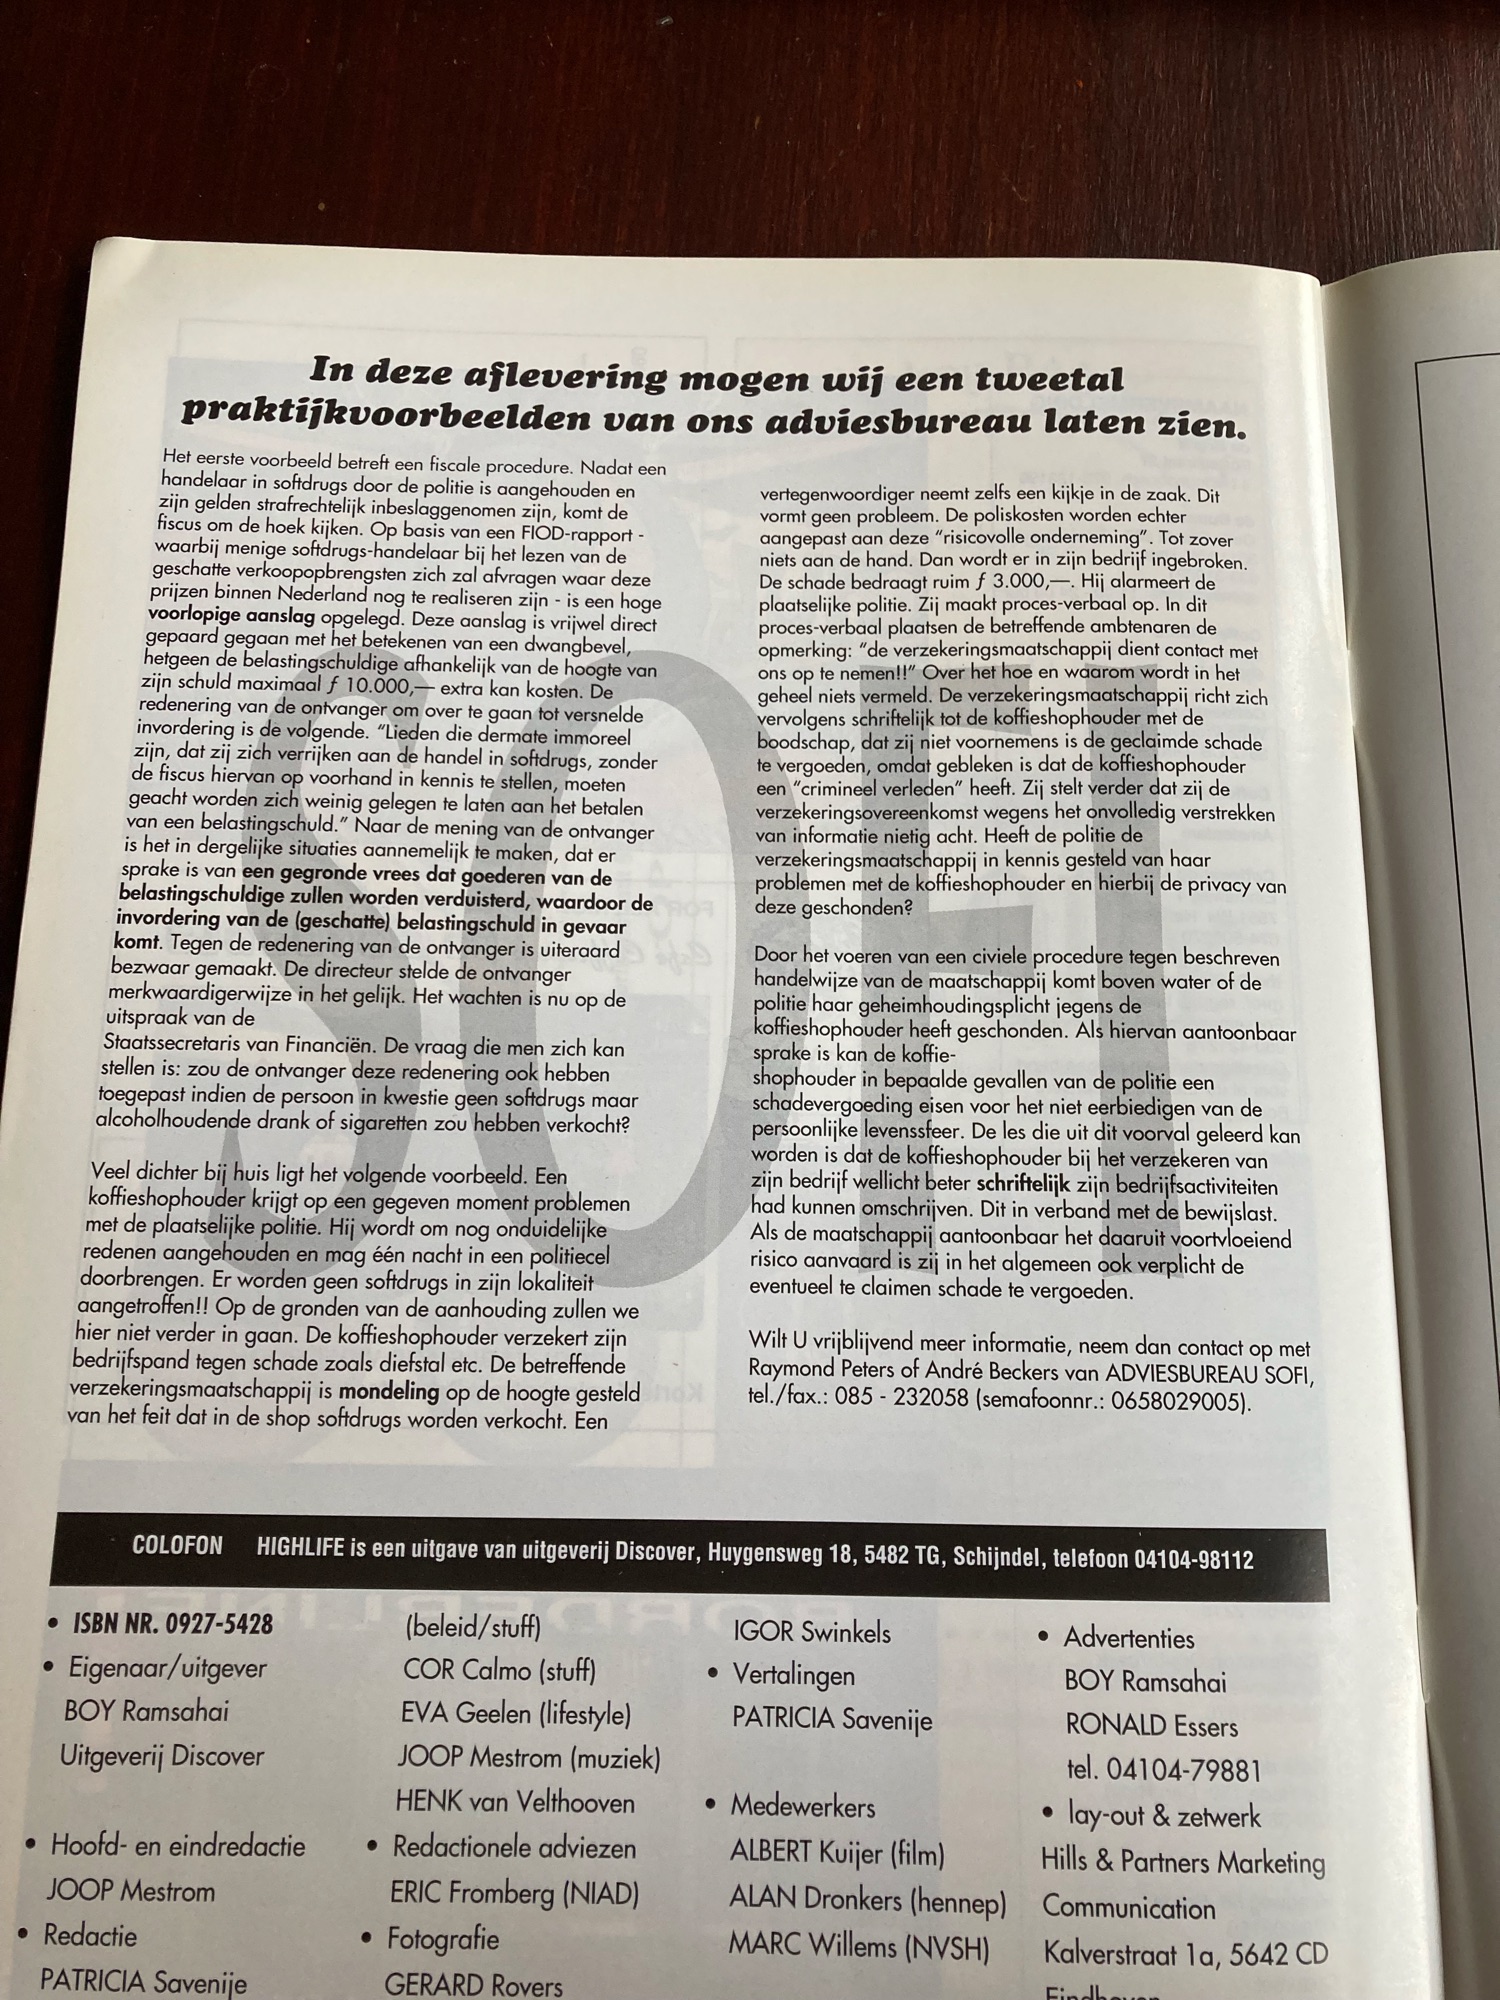 In deze aflevering mogen wij een tweetal
praktijkvoorbeelden van ons adviesbureau laten zien.
Het eerste voorbeeld betreft een fiscale procedure. Nadat een
handelaar in softdrugs door de politie is aangehouden en
zijn gelden strafrechtelijk inbeslaggenomen zijn, komt de
fiscus om de hoek kijken. Op basis van een FIOD-rapport -
waarbij menige softdrugs-handelaar bij het lezen van de
geschatte verkoopopbrengsten zich zal afvragen waar deze
prijzen binnen Nederland nog te realiseren zijn - is een hoge
voorlopige aanslag opgelegd. Deze aanslag is vrijwel direct
gepaard gegaan met het betekenen van een dwangbevel,
hetgeen de belastingschuldige afhankelijk van de hoogte van
zijn schuld maximaal ƒ 10.000,— extra kan kosten. De
redenering van de ontvanger om over te gaan tot versnelde
invordering is de volgende. “Lieden die dermate immoreel
zijn, dat zij zich verrijken aan de handel in softdrugs, zonder
de fiscus hiervan op voorhand in kennis te stellen, moeten
geacht worden zich weinig gelegen te laten aan het betalen
van een belastingschuld.” Naar de mening van de ontvanger
is het in dergelijke situaties aannemelijk te maken, dat er
sprake is van een gegronde vrees dat goederen van de
belastingschuldige zullen worden verduisterd, waardoor de
invordering van de (geschatte) belastingschuld in gevaar
komt. Tegen de redenering van de ontvanger is uiteraard
bezwaar gemaakt. De directeur stelde de ontvanger
merkwaardigerwijze in het gelijk. Het wachten is nu op de
uitspraak van de
Staatssecretaris van Financiën. De vraag die men zich kan
stellen is: zou de ontvanger deze redenering ook hebben
toegepast indien de persoon in kwestie geen softdrugs maar
alcoholhoudende drank of sigaretten zou hebben verkocht?
Veel dichter bij huis ligt het volgende voorbeeld. Een
koffieshophouder krijgt op een gegeven moment problemen
met de plaatselijke politie. Hij wordt om nog onduidelijke
redenen aangehouden en mag één nacht in een politiecel
doorbrengen. Er worden geen softdrugs in zijn lokaliteit
aangetroffen!! Op de gronden van de aanhouding zullen we
hier niet verder in gaan. De koffieshophouder verzekert zijn
bedrijfspand tegen schade zoals diefstal etc. De betreffende
verzekeringsmaatschappij is mondeling op de hoogte gesteld
van het feit dat in de shop softdrugs worden verkocht. Een
vertegenwoordiger neemt zelfs een kijkje in de zaak. Dit
vormt geen probleem. De poliskosten worden echter
aangepast aan deze “risicovolle onderneming”. Tot zover
niets aan de hand. Dan wordt er in zijn bedrijf ingebroken.
De schade bedraagt ruim ƒ 3.000,—. Hij alarmeert de
plaatselijke politie. Zij maakt proces-verbaal op. In dit
proces-verbaal plaatsen de betreffende ambtenaren de
opmerking: “de verzekeringsmaatschappij dient contact met
ons op te nemen!!” Over het hoe en waarom wordt in het
geheel niets vermeld. De verzekeringsmaatschappij richt zich
vervolgens schriftelijk tot de koffieshophouder met de
boodschap, dat zij niet voornemens is de geclaimde schade
te vergoeden, omdat gebleken is dat de koffieshophouder
een “crimineel verleden” heeft. Zij stelt verder dat zij de
verzekeringsovereenkomst wegens het onvolledig verstrekken
van informatie nietig acht. Heeft de politie de
verzekeringsmaatschappij in kennis gesteld van haar
problemen met de koffieshophouder en hierbij de privacy van
deze geschonden?
Door het voeren van een civiele procedure tegen beschreven
handelwijze van de maatschappij komt boven water of de
politie haar geheimhoudingsplicht jegens de
koffieshophouder heeft geschonden. Als hiervan aantoonbaar
sprake is kan de koffie-
shophouder in bepaalde gevallen van de politie een
schadevergoeding eisen voor het niet eerbiedigen van de
persoonlijke levenssfeer. De les die uit dit voorval geleerd kan
worden is dat de koffieshophouder bij het verzekeren van
zijn bedrijf wellicht beter schriftelijk zijn bedrijfsactiviteiten
had kunnen omschrijven. Dit in verband met de bewijslast.
Als de maatschappij aantoonbaar het daaruit voortvloeiend
risico aanvaard is zij in het algemeen ook verplicht de
eventueel te claimen schade te vergoeden.
Wilt U vrijblijvend meer informatie, neem dan contact op met
Raymond Peters of André Beckers van ADVIESBUREAU SOFI,
tel./fax.: 085 - 232058 (semafoonnr.: 0658029005).
SOFI
COLOFON HIGHLIFE is een uitgave van uitgeverij Discover, Huygensweg 18, 5482 TG, Schijndel, telefoon 04104-98112
• ISBN NR. 0927-5428
• Eigenaar/uitgever
BOY Ramsahai
Uitgeverij Discover
• Hoofd- en eindredactie
JOOP Mestrom
• Redactie
PATRICIA Savenije
(beleid/stuff)
COR Calmo (stuff)
EVA Geelen (lifestyle)
JOOP Mestrom (muziek)
HENK van Velthooven
• Redactionele adviezen
ERIC Fromberg (NIAD)
• Fotografie
GERARD Rovers
IGOR Swinkels
• Vertalingen
PATRICIA Savenije
• Medewerkers
ALBERT Kuijer (film)
ALAN Dronkers (hennep)
MARC Willems (NVSH)
• Advertenties
BOY Ramsahai
RONALD Essers
tel. 04104-79881
• lay-out & zetwerk
Hills & Partners Marketing
Communication
Kalverstraat 1a, 5642 CD
Eindhoven